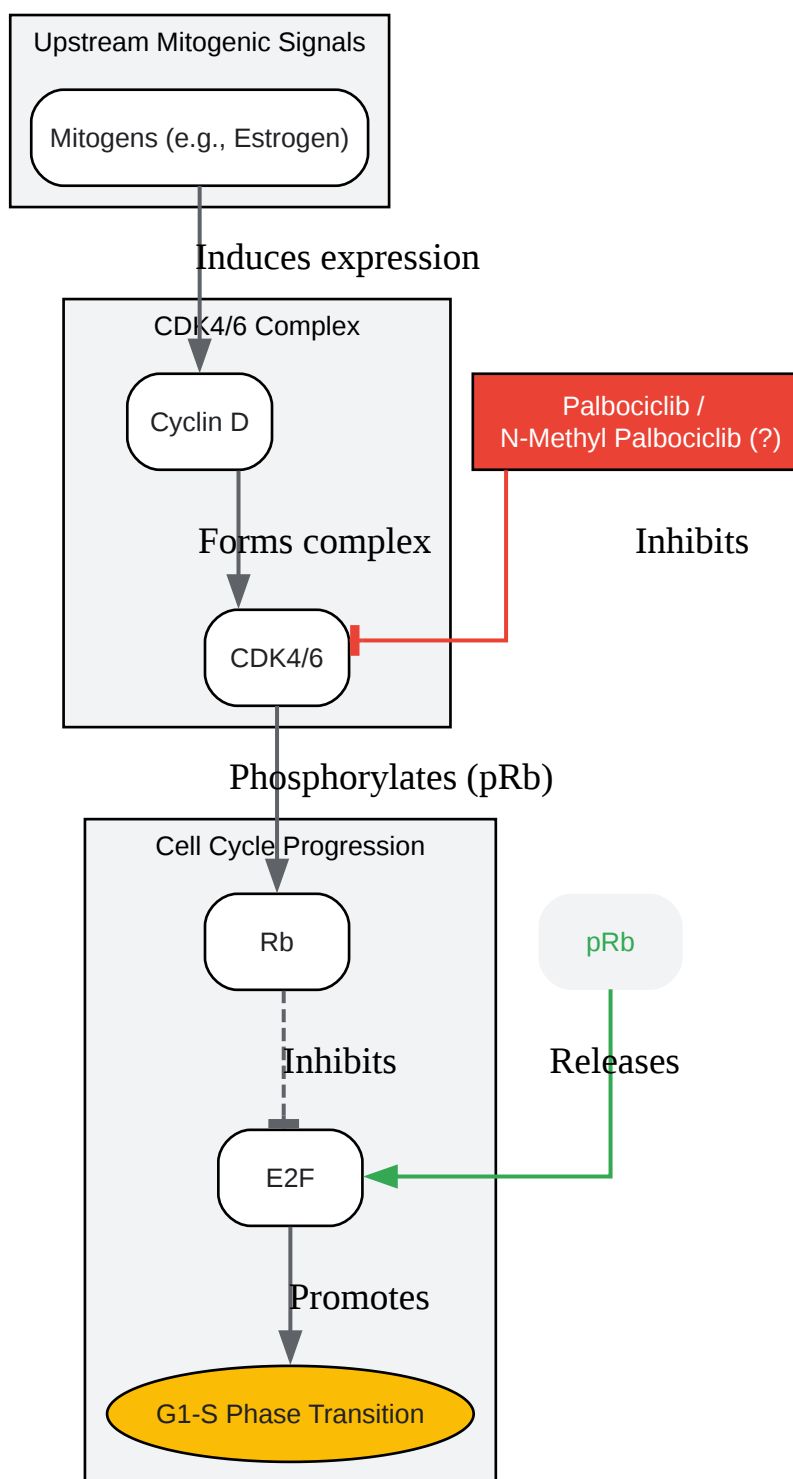 Upstream Mitogenic Signals
Mitogens (e.g., Estrogen)
Induces expression
CDK4/6 Complex
Cyclin D
Palbociclib /
N-Methyl Palbociclib (?)
Forms complex
Inhibits
CDK4/6
Phosphorylates (pRb)
Cell Cycle Progression
Rb
pRb
Inhibits
Releases
E2F
Promotes
G1-S Phase Transition